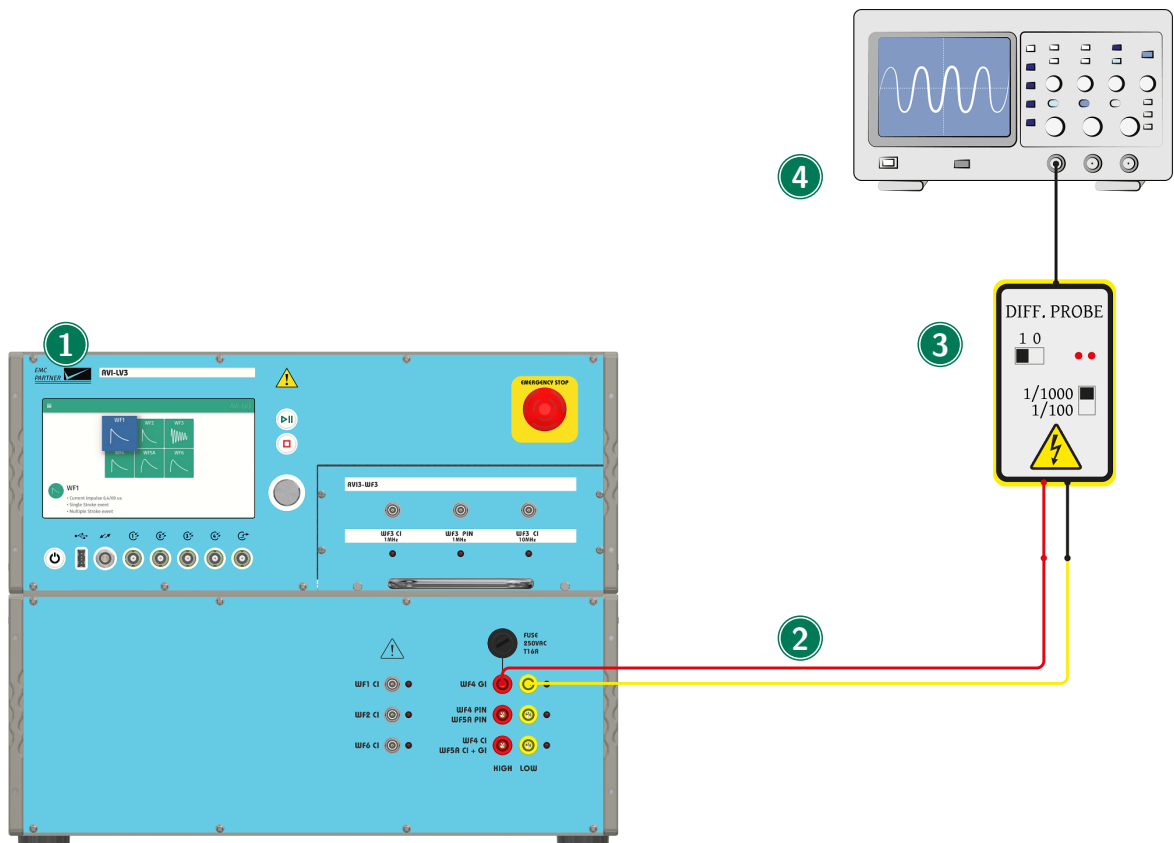 4
DIFF. PROBE
1 0
1/1000
1/100
3
1
EMC
PARTNER
AVI-LV3
EMERGENCY STOP
WF1
WF2
WF3
WF5A
WF6
WF1
• Current Impulse 6.4/69 us
• Single Stroke event
• Multiple Stroke event
AVI3-WF3
WF3 CI
1MHz
WF3 PIN
1MHz
WF3 CI
10MHz
2
FUSE
250VAC
T16A
WF1 CI
WF4 GI
WF2 CI
WF4 PIN
WF5A PIN
WF6 CI
WF4 CI
WF5A CI + GI
HIGH
LOW